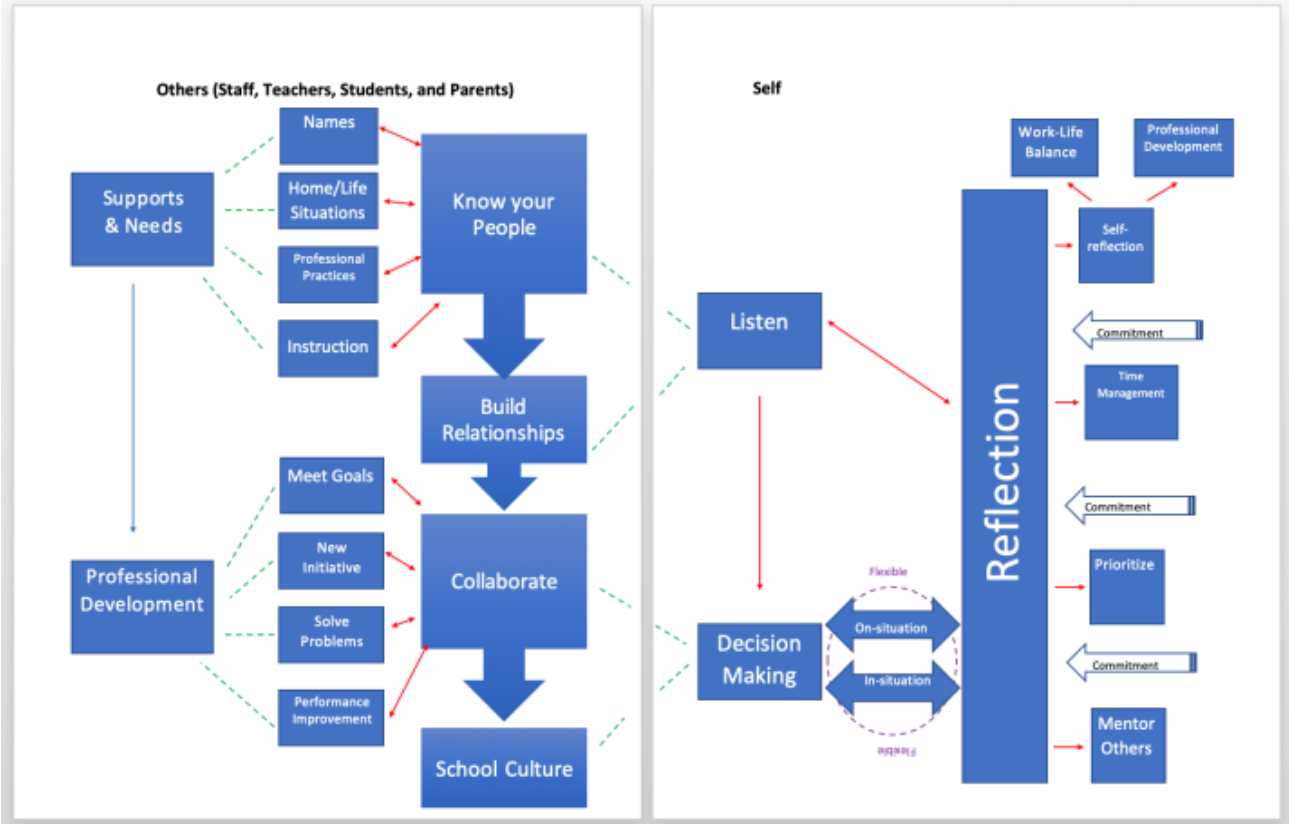 Others (Staff, Teachers, Students, and Parents)
Names
Supports
& Needs
Home/Life
Situations
Professional
Practices
Instruction
Know your
People
Build
Relationships
Meet Goals
New
Initiative
Professional
Development
Solve
Problems
Performance
Improvement
Collaborate
School Culture
Self
Work-Life
Balance
Professional
Development
Self-
reflection
Listen
Commitment
Time
Management
Reflection
Commitment
Prioritize
Flexible
On-situation
Decision
Making
In-situation
Flexible
Commitment
Mentor
Others